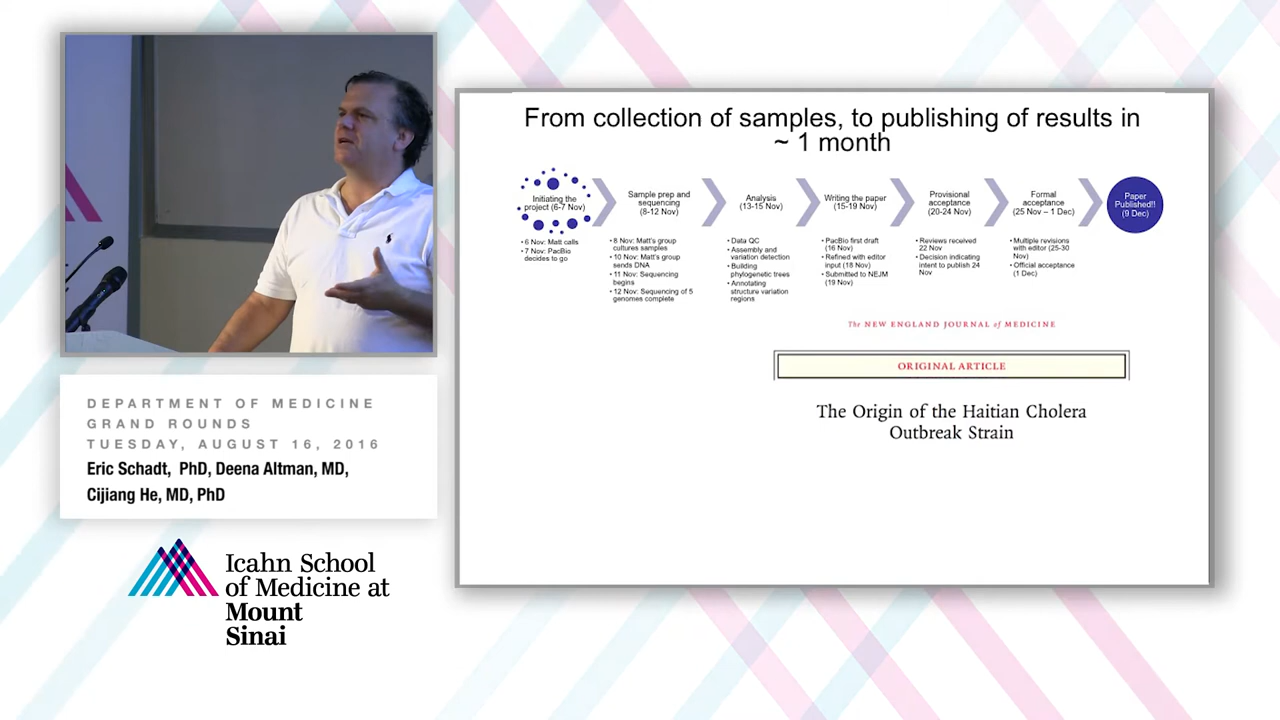 DEPARTMENT OF MEDICINE
GRAND ROUNDS
TUESDAY, AUGUST 16, 2016
Eric Schadt, PhD, Deena Altman, MD,
Cijiang He, MD, PhD
Icahn School
of Medicine at
Mount
Sinai
From collection of samples, to publishing of results in
~ 1 month
Initiating the
project (6-7 Nov)
• 6 Nov: Matt calls
• 7 Nov: PacBio
decides to go
Sample prep and
sequencing
(8-12 Nov)
• 8 Nov: Matt's group
cultures samples
• 10 Nov: Matt's group
sends DNA
• 11 Nov: Sequencing
begins
• 12 Nov: Sequencing of 5
genomes complete
Analysis
(13-15 Nov)
• Data QC
• Assembly and
variation detection
• Building
phylogenetic trees
• Annotating
structure variation
regions
Writing the paper
(15-19 Nov)
• PacBio first draft
(16 Nov)
• Refined with editor
input (18 Nov)
• Submitted to NEJM
(19 Nov)
Provisional
acceptance
(20-24 Nov)
• Reviews received
22 Nov
• Decision indicating
intent to publish 24
Nov
Formal
acceptance
(25 Nov – 1 Dec)
• Multiple revisions
with editor (25-30
Nov)
• Official acceptance
(1 Dec)
Paper
Published!!
(9 Dec)
The NEW ENGLAND JOURNAL of MEDICINE
ORIGINAL ARTICLE
The Origin of the Haitian Cholera
Outbreak Strain